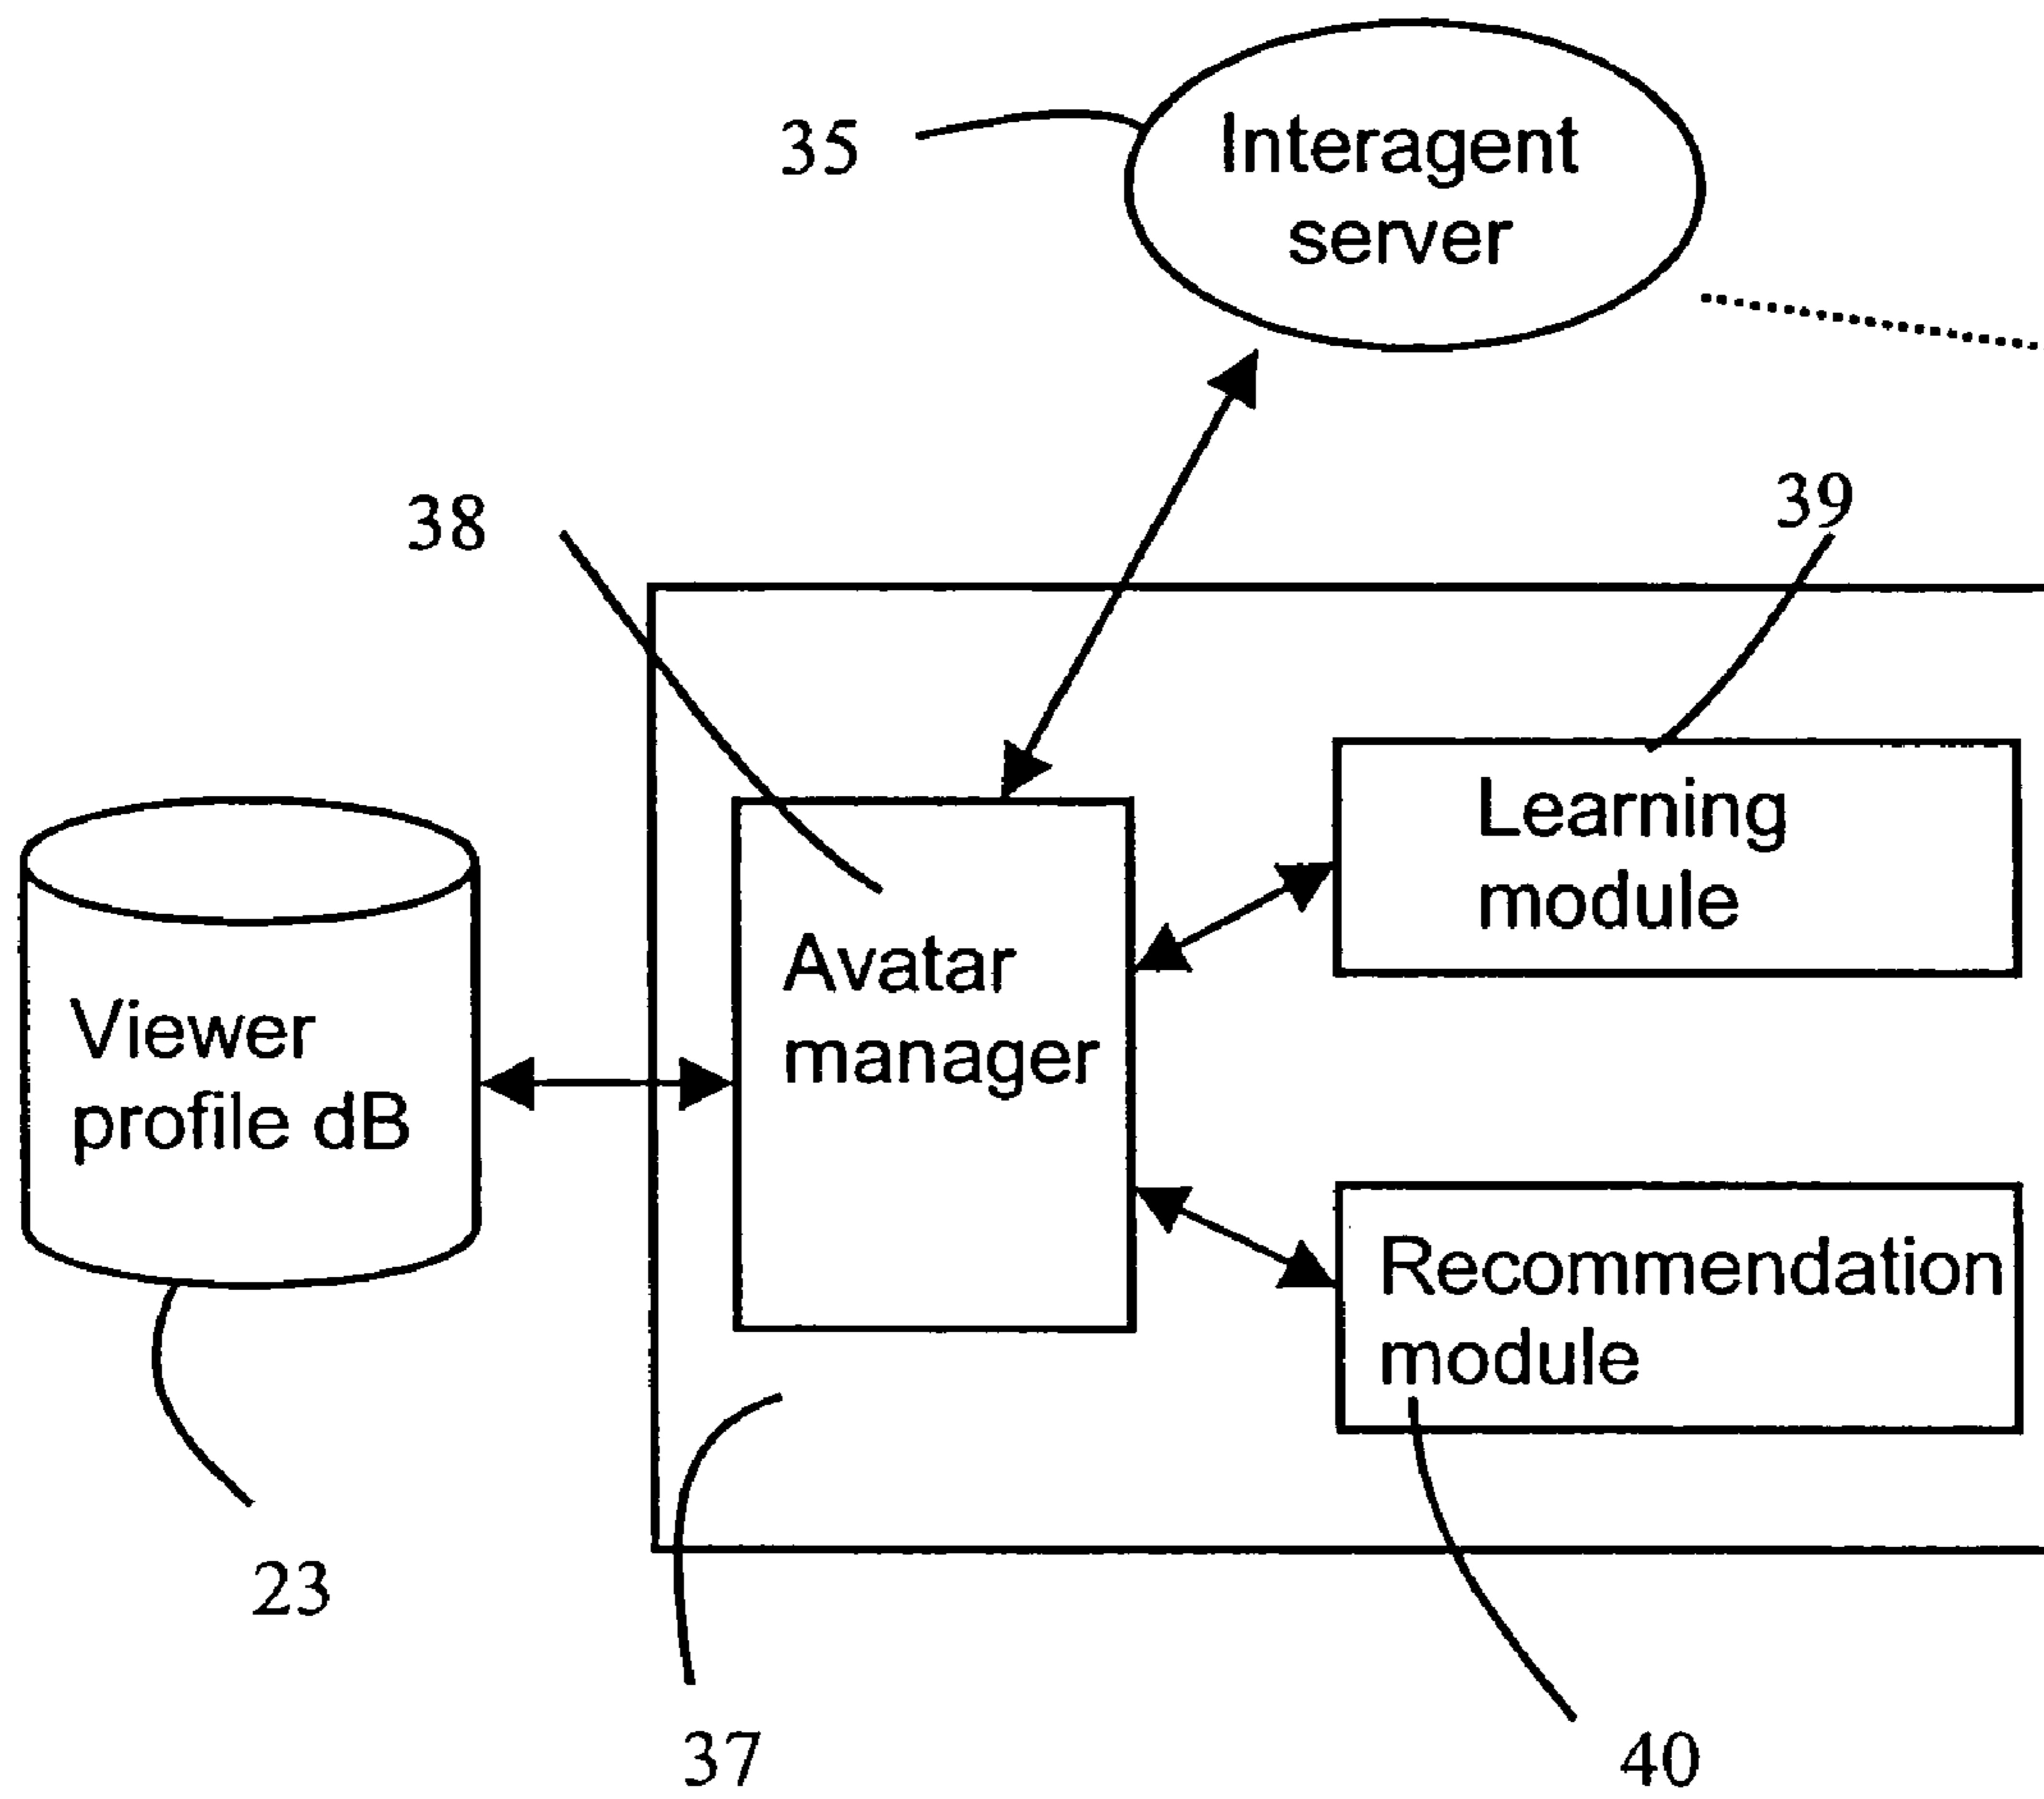 35
Interagent
server
38
39
Learning
module
Avatar
manager
Viewer
profile dB
Recommendation
module
23
37
40